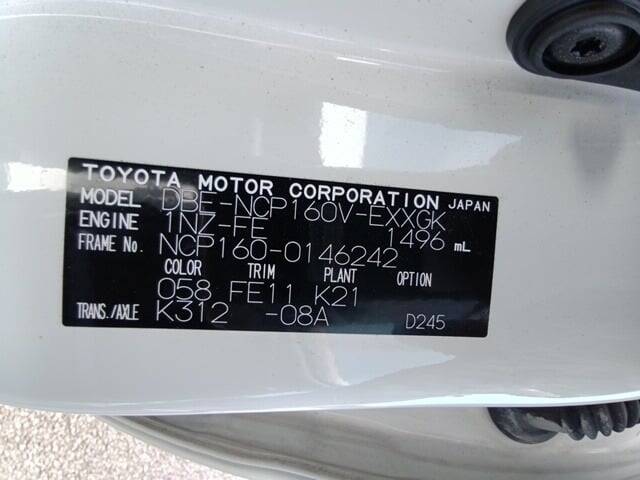 TOYOTA MOTOR CORPORATION JAPAN
MODEL DBE-NCP160V-EXXGK
ENGINE 1NZ-FE 1496 mL
FRAME No. NCP160-0146242
COLOR TRIM PLANT OPTION
058 FE11 K21
TRANS./AXLE K312 -08A D245